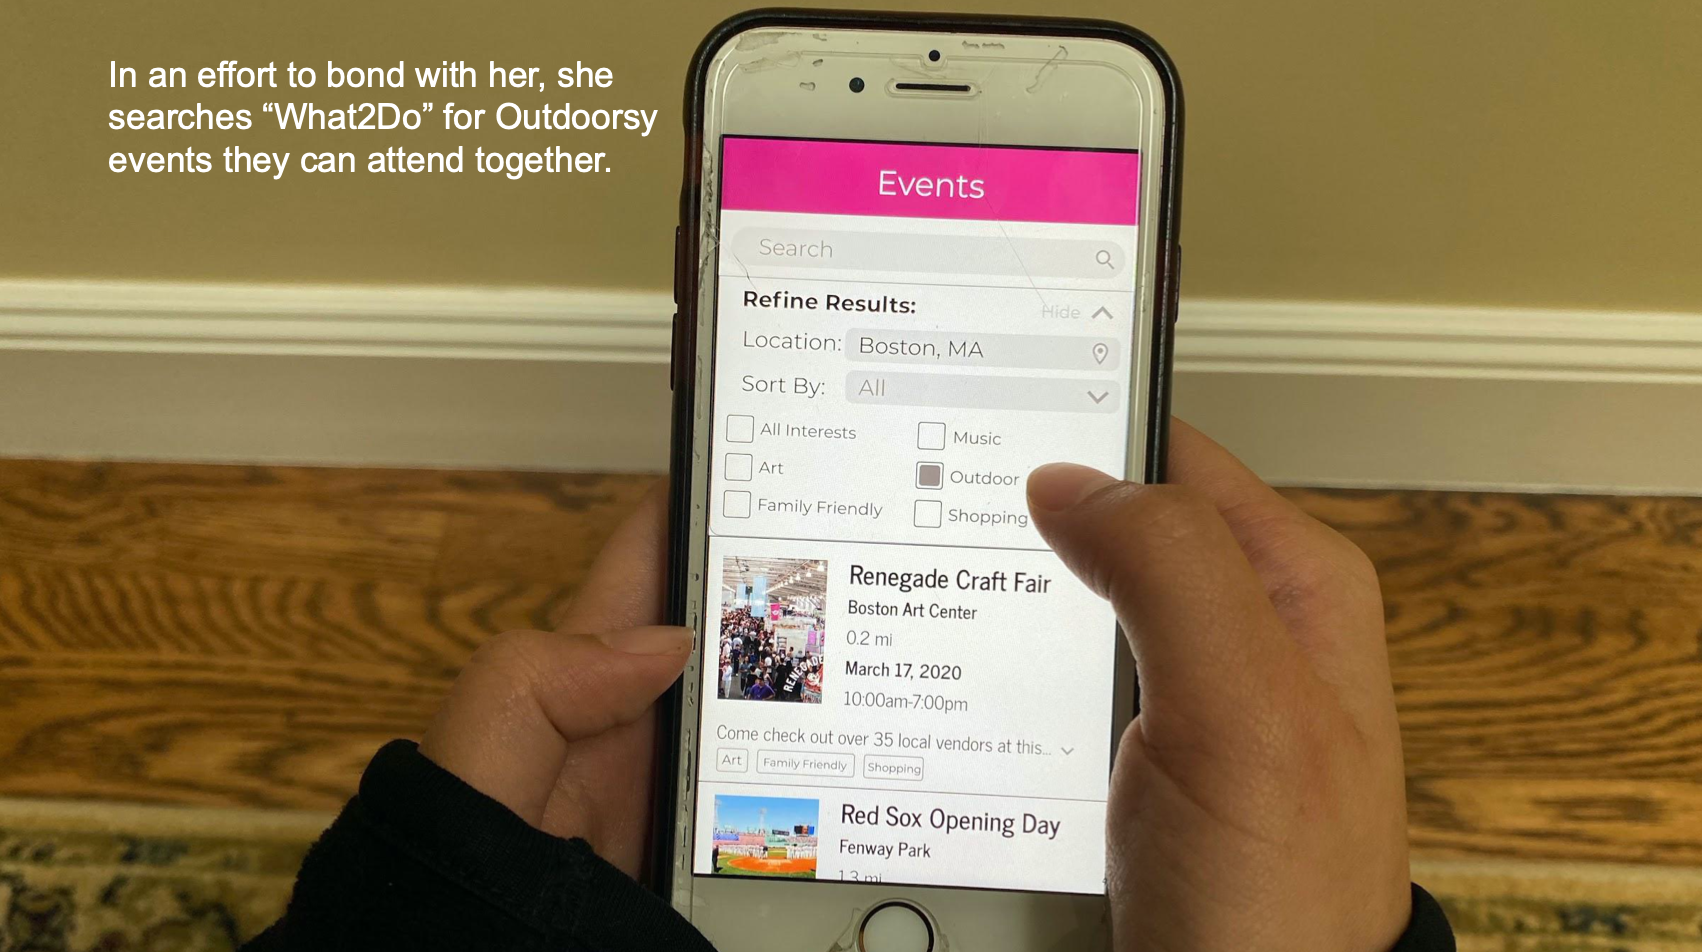 In an effort to bond with her, she
searches “What2Do” for Outdoorsy
events they can attend together.
Events
Search
Refine Results:
Hide
Location: Boston, MA
Sort By: All
All Interests
Music
Art
Outdoor
Family Friendly
Shopping
Renegade Craft Fair
Boston Art Center
0.2 mi
March 17, 2020
10:00am-7:00pm
RENEGADE
Come check out over 35 local vendors at this...
Art Family Friendly Shopping
Red Sox Opening Day
Fenway Park
1.3 mi